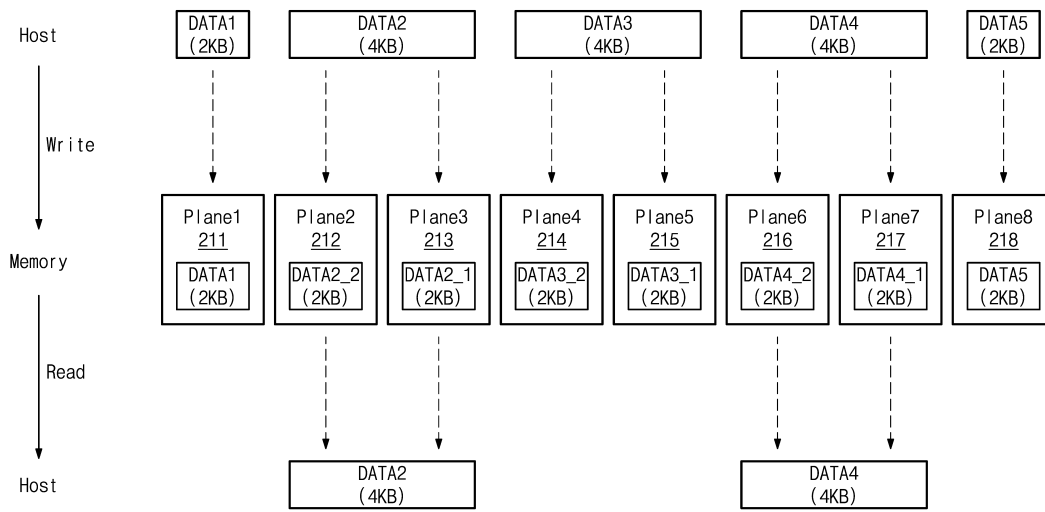 Host
DATA1
(2KB)
DATA2
(4KB)
DATA3
(4KB)
DATA4
(4KB)
DATA5
(2KB)
Write
Memory
Plane1
211
DATA1
(2KB)
Plane2
212
DATA2_2
(2KB)
Plane3
213
DATA2_1
(2KB)
Plane4
214
DATA3_2
(2KB)
Plane5
215
DATA3_1
(2KB)
Plane6
216
DATA4_2
(2KB)
Plane7
217
DATA4_1
(2KB)
Plane8
218
DATA5
(2KB)
Read
Host
DATA2
(4KB)
DATA4
(4KB)